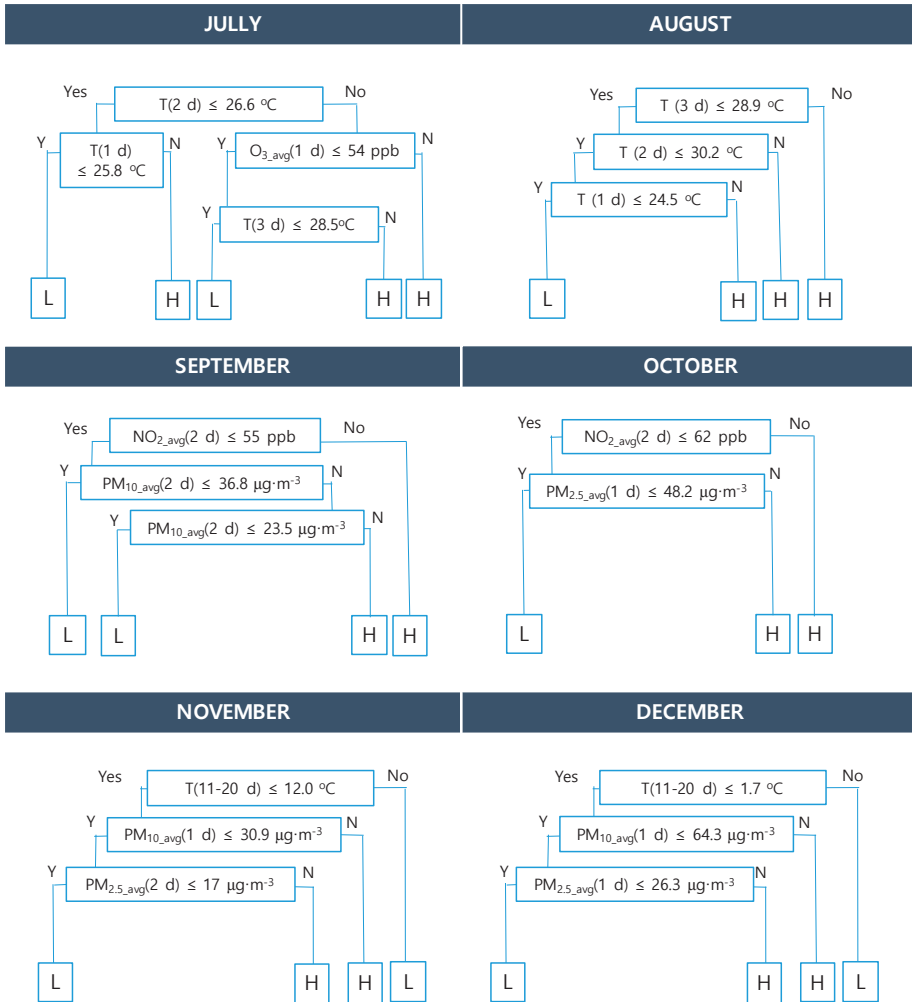 JULLY
Yes
T(2 d) ≤ 26.6 ºC
No
Y
T(1 d)
≤ 25.8 ºC
N
Y
O3_avg(1 d) ≤ 54 ppb
N
Y
T(3 d) ≤ 28.5ºC
N
L
H
L
H
H
AUGUST
Yes
T (3 d) ≤ 28.9 ºC
No
Y
T (2 d) ≤ 30.2 ºC
N
Y
T (1 d) ≤ 24.5 ºC
N
L
H
H
H
SEPTEMBER
Yes
NO2_avg(2 d) ≤ 55 ppb
No
Y
PM10_avg(2 d) ≤ 36.8 µg·m-3
N
Y
PM10_avg(2 d) ≤ 23.5 µg·m-3
N
L
L
H
H
OCTOBER
Yes
NO2_avg(2 d) ≤ 62 ppb
No
Y
PM2.5_avg(1 d) ≤ 48.2 µg·m-3
N
L
H
H
NOVEMBER
Yes
T(11-20 d) ≤ 12.0 ºC
No
Y
PM10_avg(1 d) ≤ 30.9 µg·m-3
N
Y
PM2.5_avg(2 d) ≤ 17 µg·m-3
N
L
H
H
L
DECEMBER
Yes
T(11-20 d) ≤ 1.7 ºC
No
Y
PM10_avg(1 d) ≤ 64.3 µg·m-3
N
Y
PM2.5_avg(1 d) ≤ 26.3 µg·m-3
N
L
H
H
L